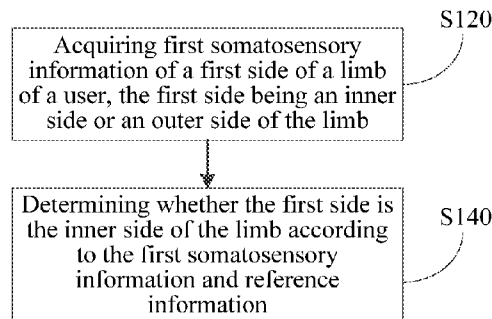 S120
Acquiring first somatosensory
information of a first side of a limb
of a user, the first side being an inner
side or an outer side of the limb
Determining whether the first side is
the inner side of the limb according
to the first somatosensory
information and reference
information
S140